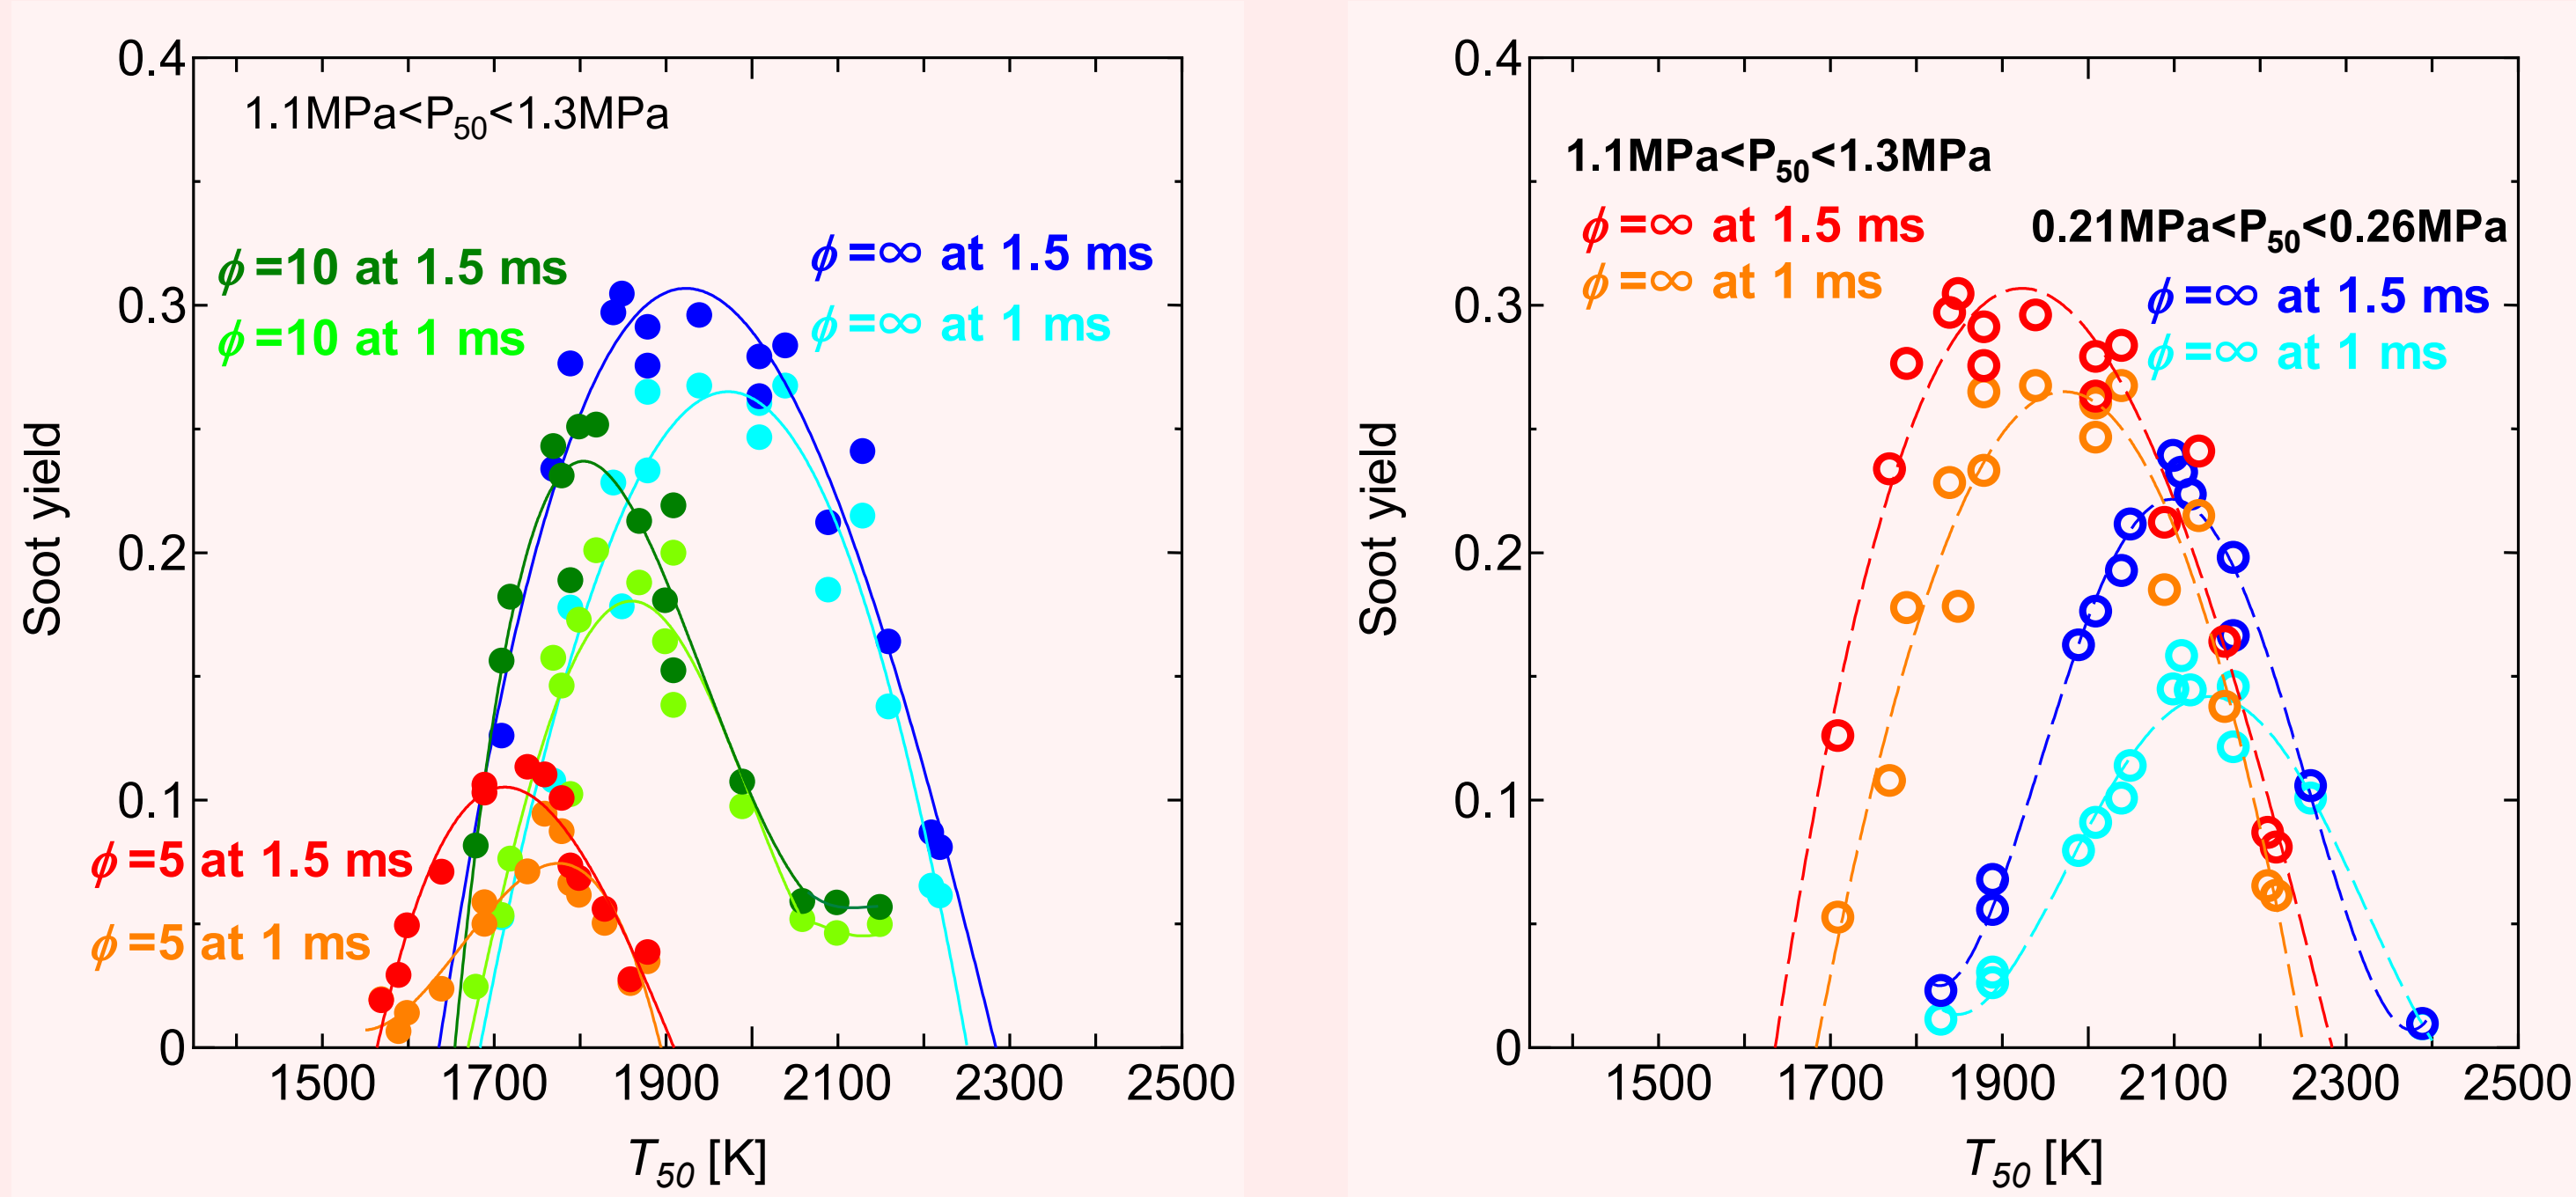 0.4
1.1MPa<P50<1.3MPa
ϕ=∞ at 1.5 ms
ϕ=10 at 1.5 ms
0.3
ϕ=∞ at 1 ms
ϕ=10 at 1 ms
Soot yield
0.2
0.1
ϕ=5 at 1.5 ms
ϕ=5 at 1 ms
0
1500 1700 1900 2100 2300 2500
T50 [K]
0.4
1.1MPa<P50<1.3MPa
ϕ=∞ at 1.5 ms
0.21MPa<P50<0.26MPa
ϕ=∞ at 1 ms
ϕ=∞ at 1.5 ms
0.3
ϕ=∞ at 1 ms
Soot yield
0.2
0.1
0
1500 1700 1900 2100 2300 2500
T50 [K]